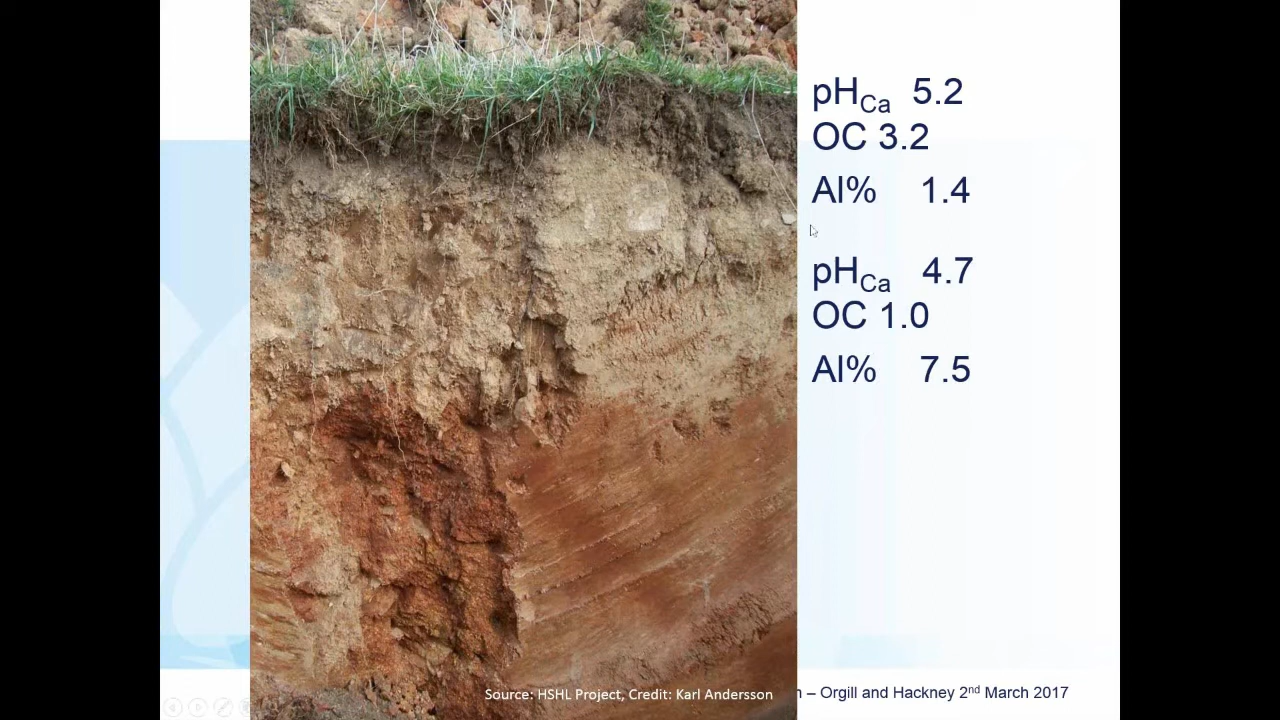 pHCa 5.2
OC 3.2
Al% 1.4
pHCa 4.7
OC 1.0
Al% 7.5
Source: HSHL Project, Credit: Karl Andersson
– Orgill and Hackney 2nd March 2017